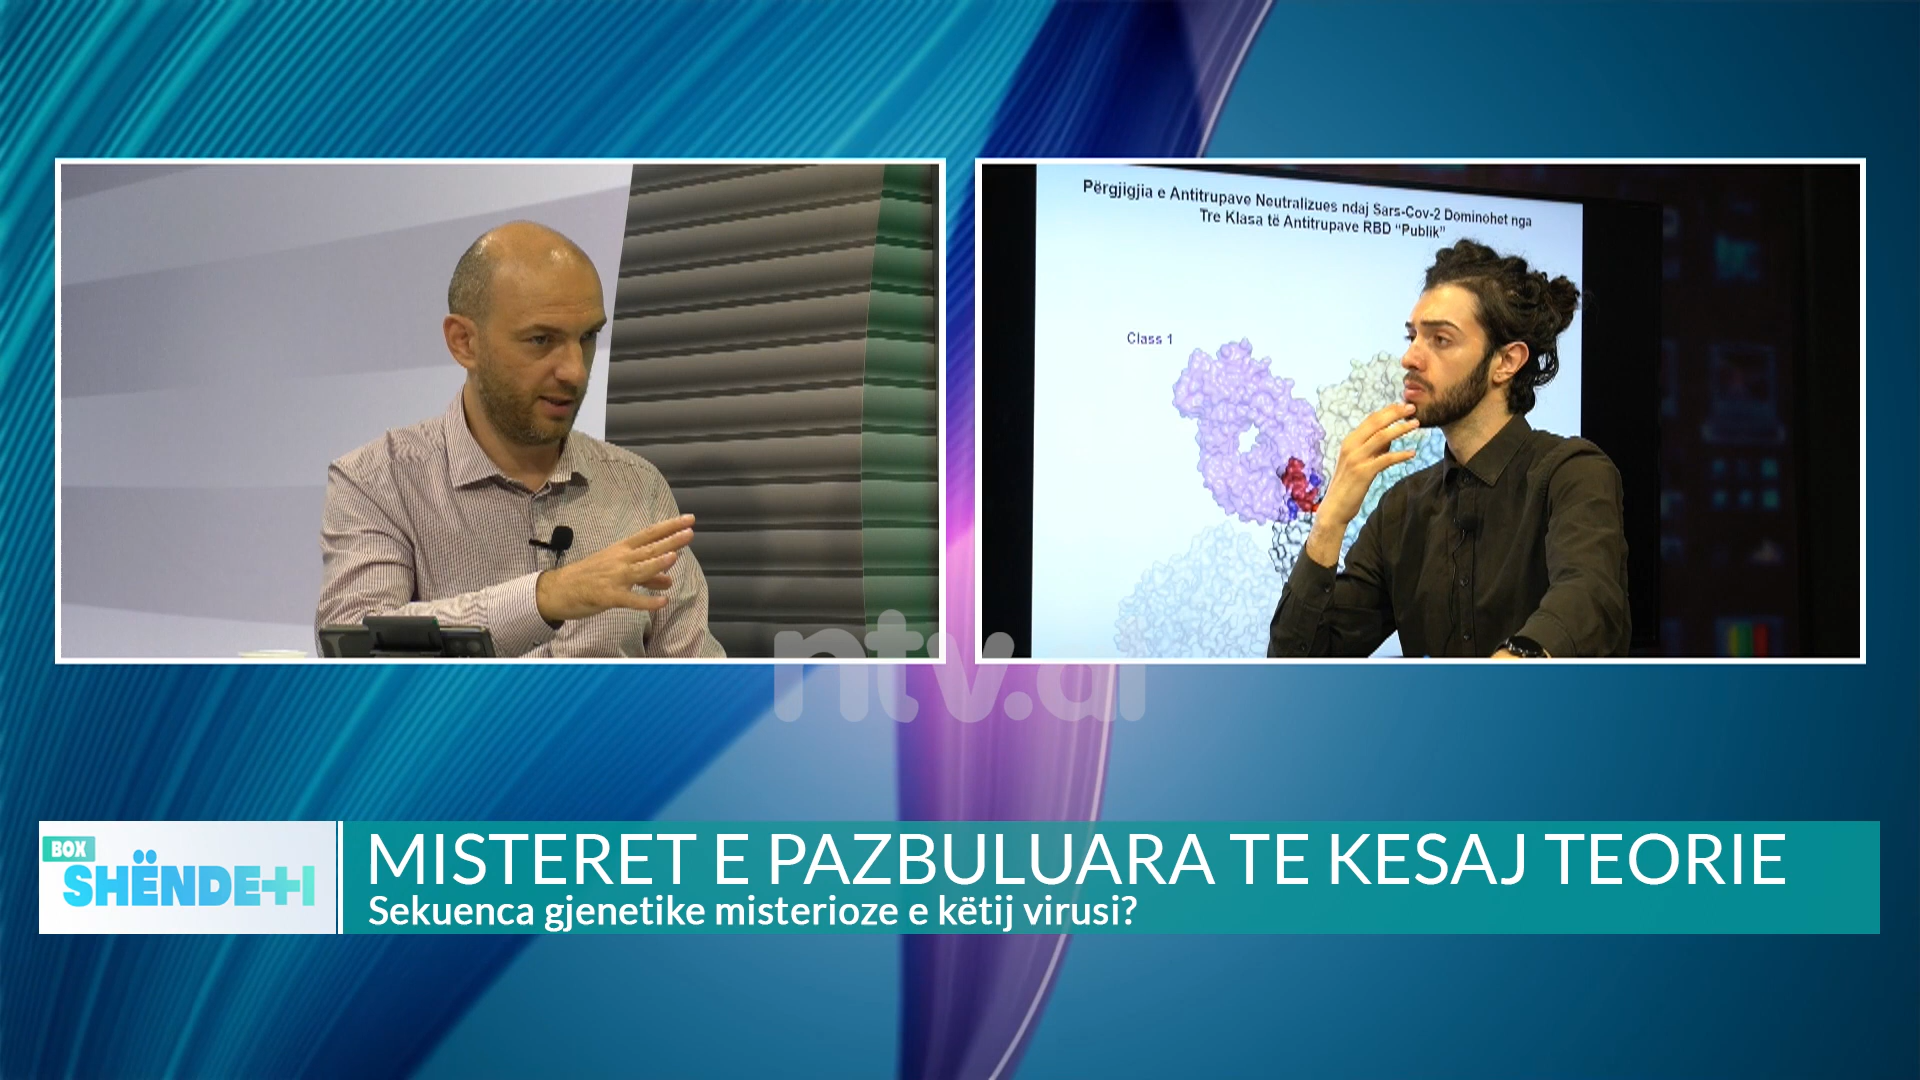 Përgjigjia e Antitrupave Neutralizues ndaj Sars-Cov-2 Dominohet nga
Tre Klasa të Antitrupave RBD “Publik”
Class 1
ntv.al
BOX
SHËNDETI
MISTERET E PAZBULUARA TE KESAJ TEORIE
Sekuenca gjenetike misterioze e këtij virusi?